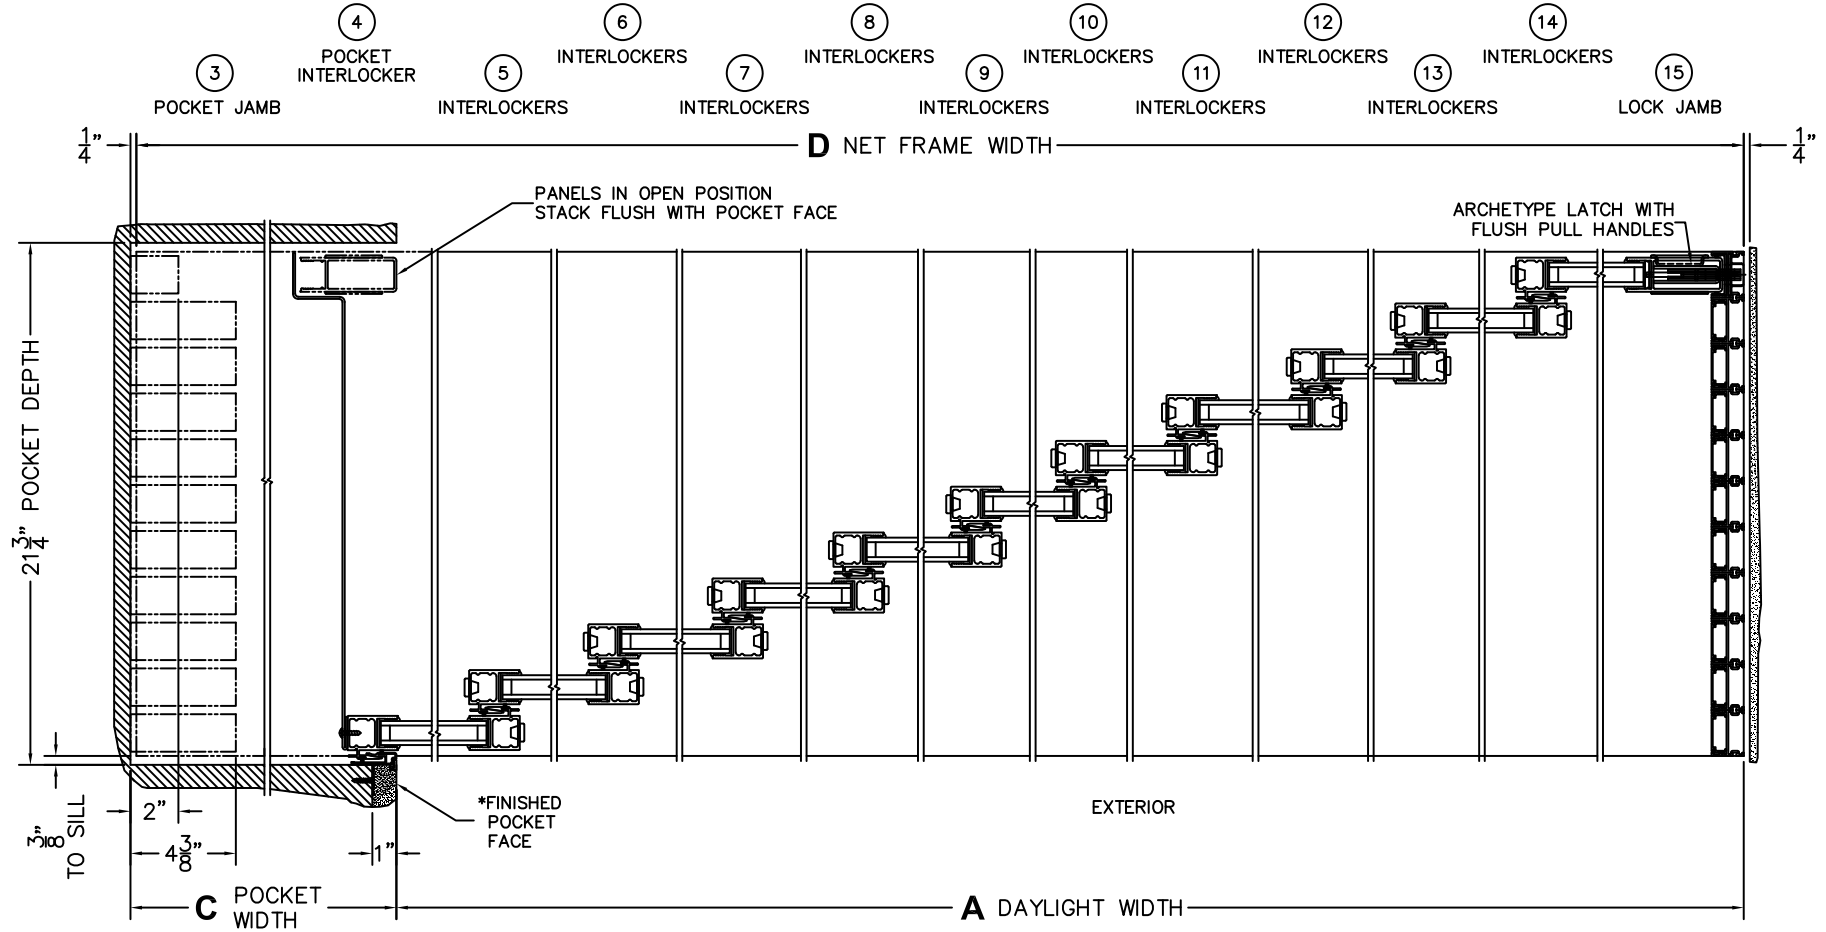 4
6
8
10
12
14
POCKET
INTERLOCKER
INTERLOCKERS
INTERLOCKERS
INTERLOCKERS
INTERLOCKERS
INTERLOCKERS
3
5
7
9
11
13
15
POCKET JAMB
INTERLOCKERS
INTERLOCKERS
INTERLOCKERS
INTERLOCKERS
INTERLOCKERS
LOCK JAMB
1/4"
D NET FRAME WIDTH
1/4"
PANELS IN OPEN POSITION
STACK FLUSH WITH POCKET FACE
ARCHETYPE LATCH WITH
FLUSH PULL HANDLES
21 3/4" POCKET DEPTH
3/8"
TO SILL
2"
4 3/8"
1"
*FINISHED
POCKET
FACE
EXTERIOR
C POCKET
WIDTH
A DAYLIGHT WIDTH